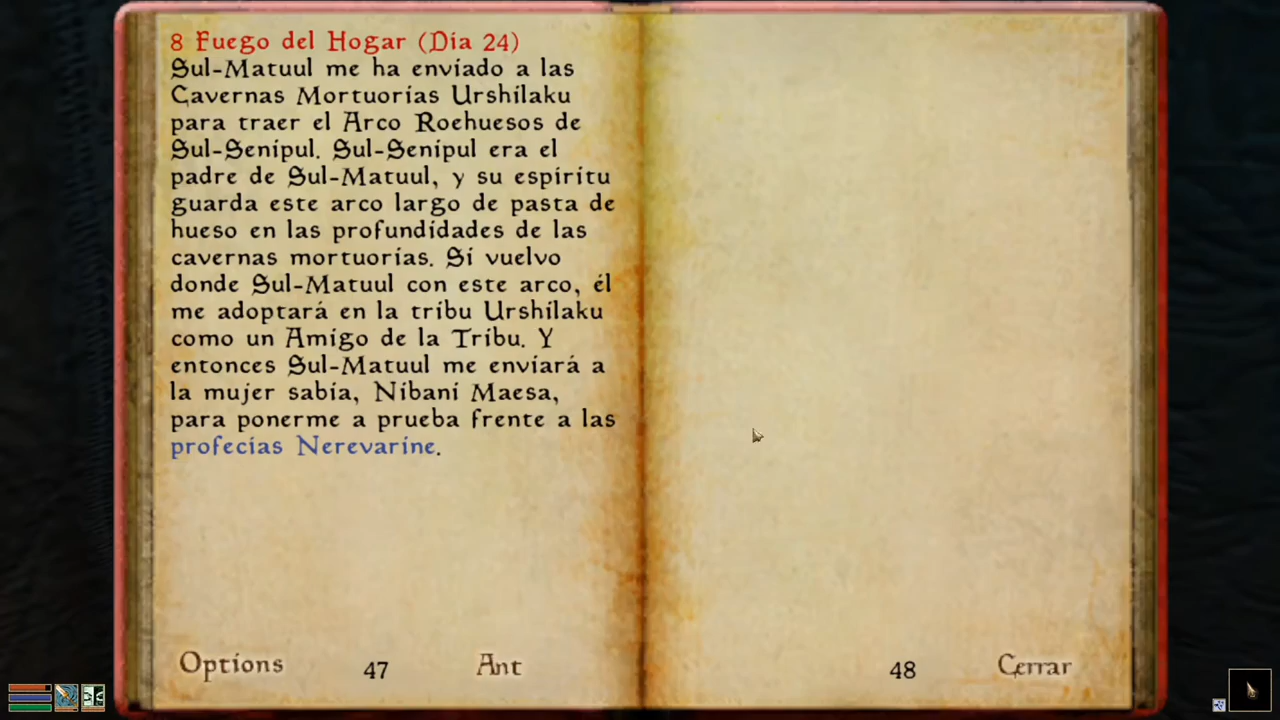 8 Fuego del Hogar (Día 24)
Sul-Matuul me ha enviado a las
Cavernas Mortuorias Urshilaku
para traer el Arco Roehuesos de
Sul-Senipul. Sul-Senipul era el
padre de Sul-Matuul, y su espíritu
guarda este arco largo de pasta de
hueso en las profundidades de las
cavernas mortuorias. Si vuelvo
donde Sul-Matuul con este arco, él
me adoptará en la tribu Urshilaku
como un Amigo de la Tribu. Y
entonces Sul-Matuul me enviará a
la mujer sabia, Nibani Maesa,
para ponerme a prueba frente a las
profecías Nerevarine.
Options 47 Ant 48 Cerrar